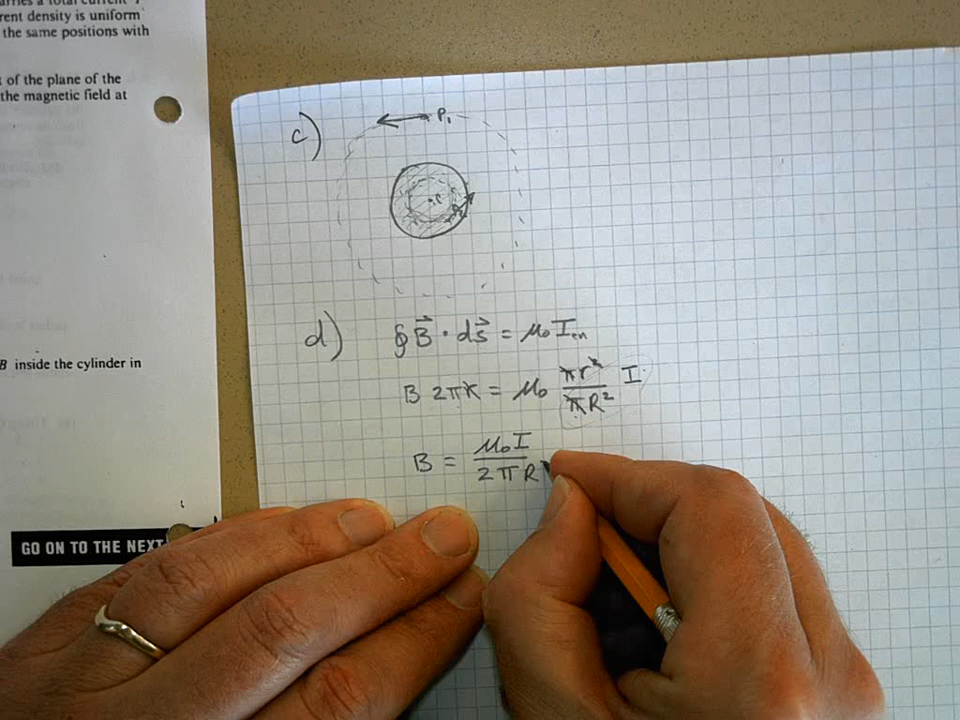 arries a total current I
rent density is uniform
the same positions with
t of the plane of the
the magnetic field at
B inside the cylinder in
GO ON TO THE NEXT
c)
P₁
d) ∮B⃗ · ds⃗ = μ₀ Iₑₙ
B 2πr = μ₀ πr²/πR² I
B = μ₀I/2πR